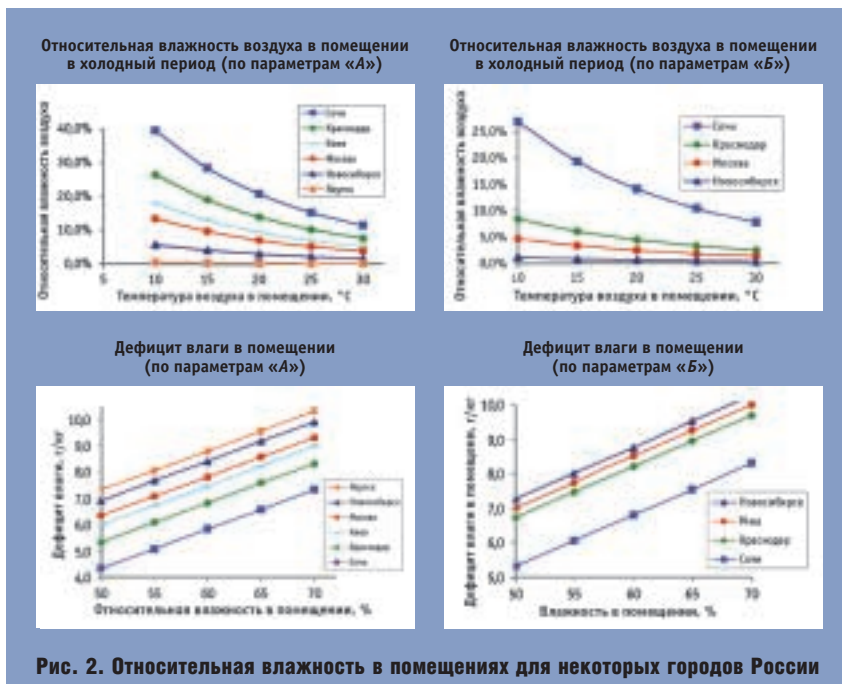 Относительная влажность воздуха в помещении
в холодный период (по параметрам «А»)
Относительная влажность воздуха в помещении
в холодный период (по параметрам «Б»)
Относительная влажность воздуха
40,0%
30,0%
20,0%
10,0%
0,0%
5 10 15 20 25 30
Температура воздуха в помещении, °C
Сочи
Краснодар
Киев
Москва
Новосибирск
Относительная влажность воздуха
25,0%
20,0%
15,0%
10,0%
5,0%
0,0%
10 15 20 25 30
Температура воздуха в помещении, °C
Сочи
Краснодар
Москва
Новосибирск
Дефицит влаги в помещении
(по параметрам «А»)
Дефицит влаги в помещении
(по параметрам «Б»)
Дефицит влаги, г/кг
10,0
9,0
8,0
7,0
6,0
5,0
4,0
50 55 60 65 70
Относительная влажность в помещении, %
Новосибирск
Москва
Киев
Краснодар
Сочи
Дефицит влаги в помещении, г/кг
10,0
9,0
8,0
7,0
6,0
5,0
50 55 60 65 70
Влажность в помещении, %
Новосибирск
Краснодар
Сочи
Рис. 2. Относительная влажность в помещениях для некоторых городов России